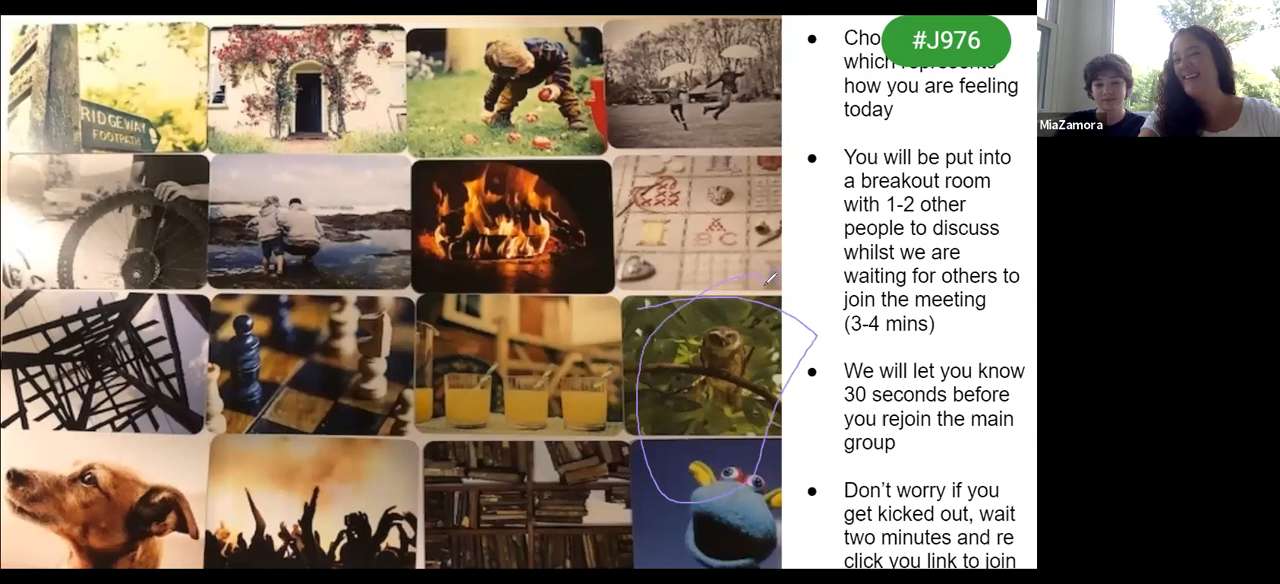 RIDGEWAY
FOOTPATH
#J976
Cho
which represents
how you are feeling
today
You will be put into
a breakout room
with 1-2 other
people to discuss
whilst we are
waiting for others to
join the meeting
(3-4 mins)
We will let you know
30 seconds before
you rejoin the main
group
Don’t worry if you
get kicked out, wait
two minutes and re
click you link to join
MiaZamora